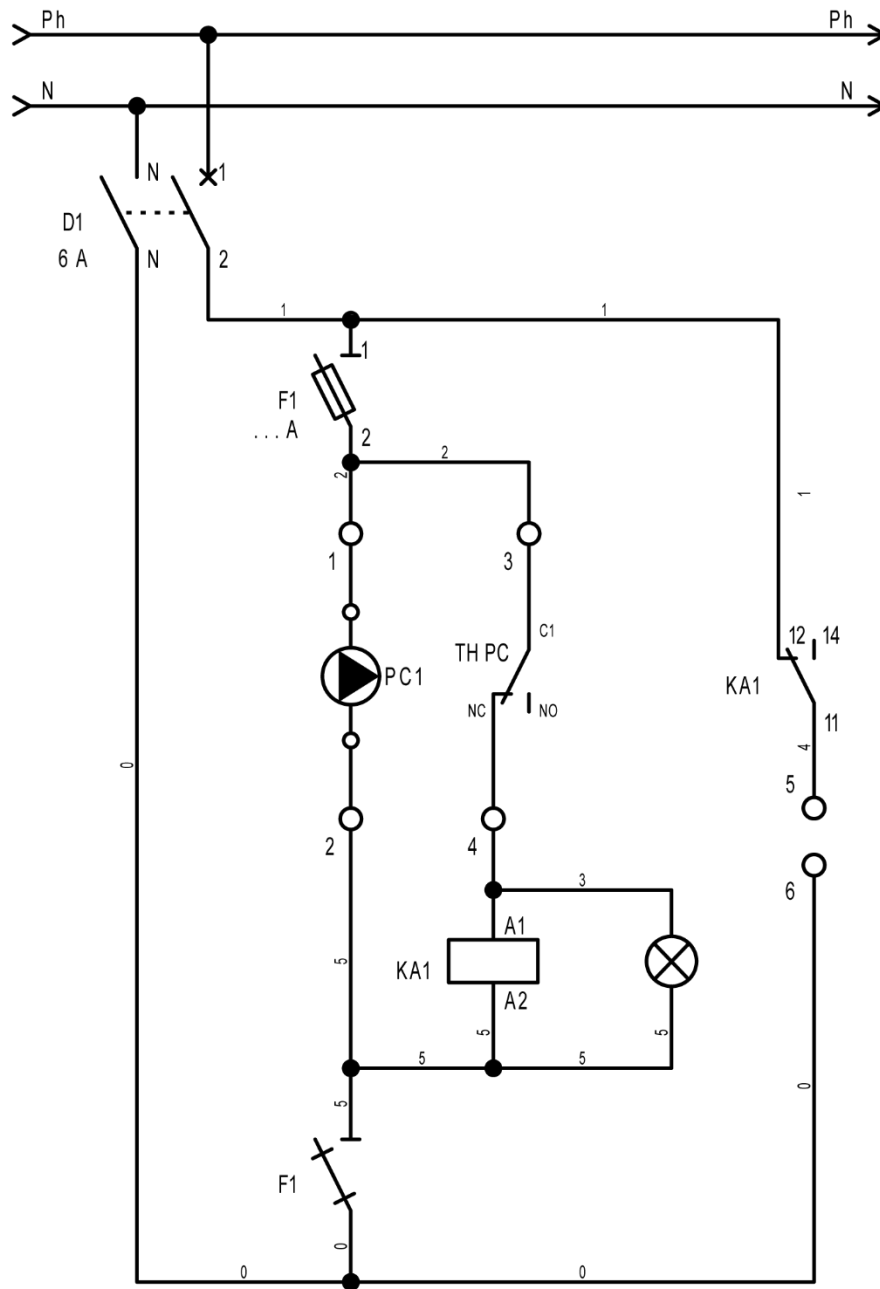 Ph Ph
N N
N 1
D1
6 A N 2
1 1
1
F1
. . . A 2
2
2
1
1 3
C1
TH PC 12 14
PC1 KA1
NC NO
11
4
0 5
2 4
6
3
A1
KA1
5 A2
5 5
5 5
0
5
F1
0
0 0